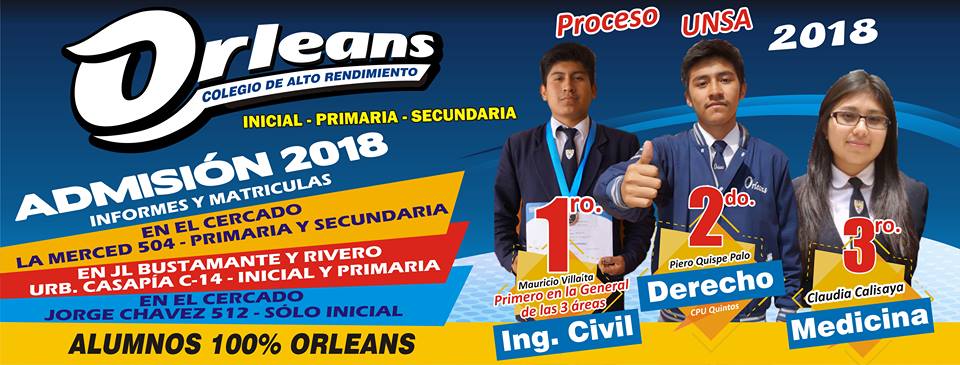 Orleans
COLEGIO DE ALTO RENDIMIENTO
INICIAL - PRIMARIA - SECUNDARIA
ADMISIÓN 2018
INFORMES Y MATRICULAS
EN EL CERCADO
LA MERCED 504 - PRIMARIA Y SECUNDARIA
EN JL BUSTAMANTE Y RIVERO
URB. CASAPÍA C-14 - INICIAL Y PRIMARIA
EN EL CERCADO
JORGE CHAVEZ 512 - SÓLO INICIAL
ALUMNOS 100% ORLEANS
Proceso UNSA 2018
Orleans
1ro.
Mauricio Villalta
Primero en la General
de las 3 áreas
Ing. Civil
2do.
Piero Quispe Palo
Derecho
CPU Quintos
3ro.
Claudia Calisaya
Medicina